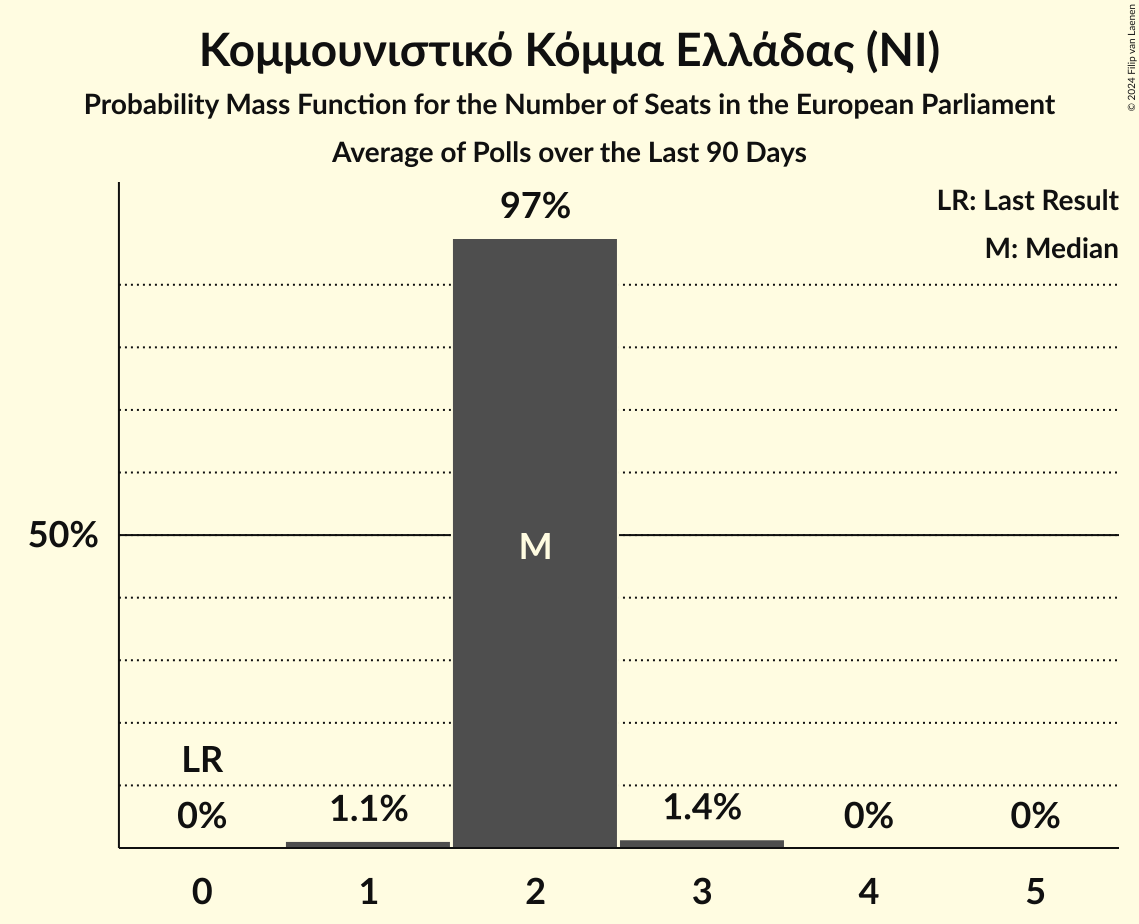 Κομμουνιστικό Κόμμα Ελλάδας (NI)
Probability Mass Function for the Number of Seats in the European Parliament
Average of Polls over the Last 90 Days
© 2024 Filip van Laenen
LR: Last Result
M: Median
97%
50%
M
LR
0%
1.1%
1.4%
0%
0%
0
1
2
3
4
5